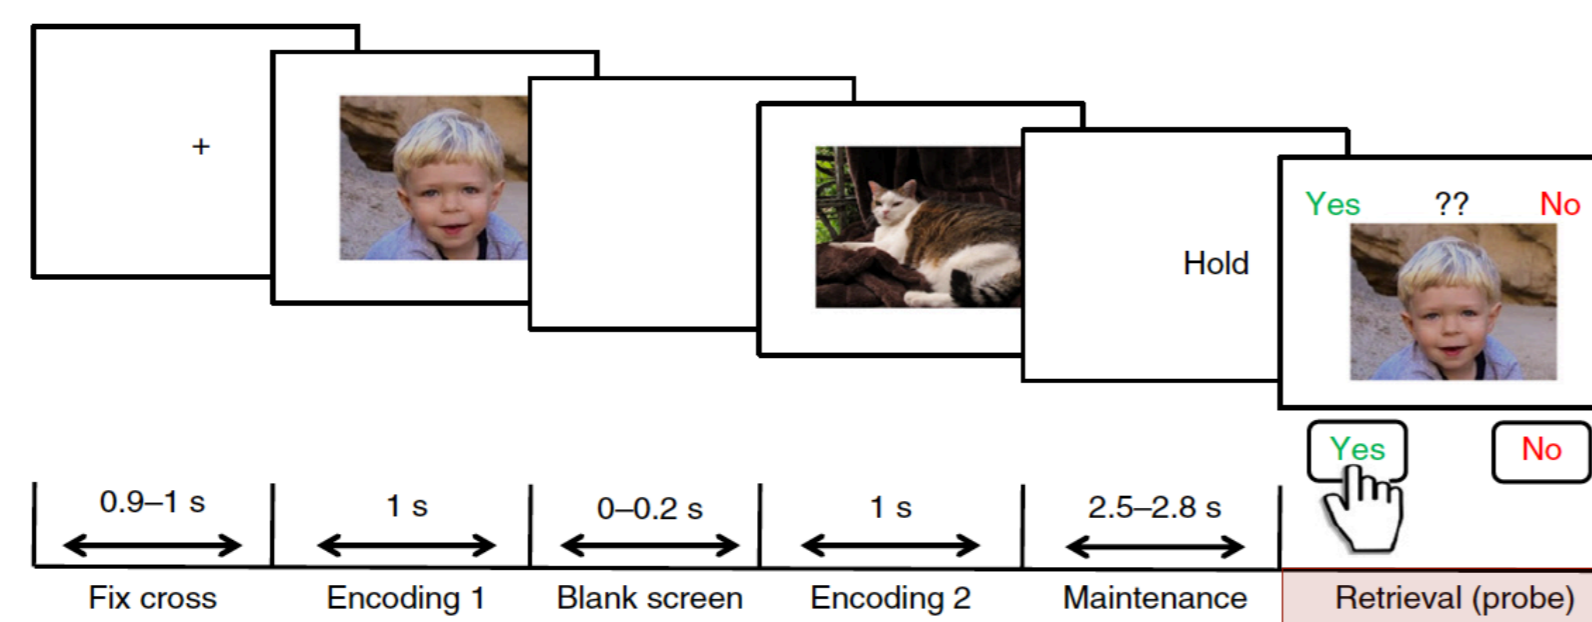 +
Hold
Yes ?? No
Yes No
0.9–1 s 1 s 0–0.2 s 1 s 2.5–2.8 s
Fix cross Encoding 1 Blank screen Encoding 2 Maintenance Retrieval (probe)